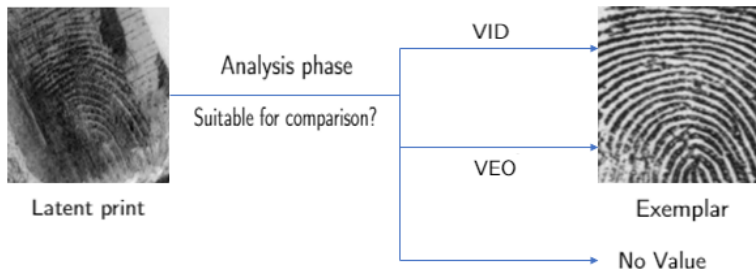 VID
Analysis phase
Suitable for comparison?
VEO
Latent print
Exemplar
No Value